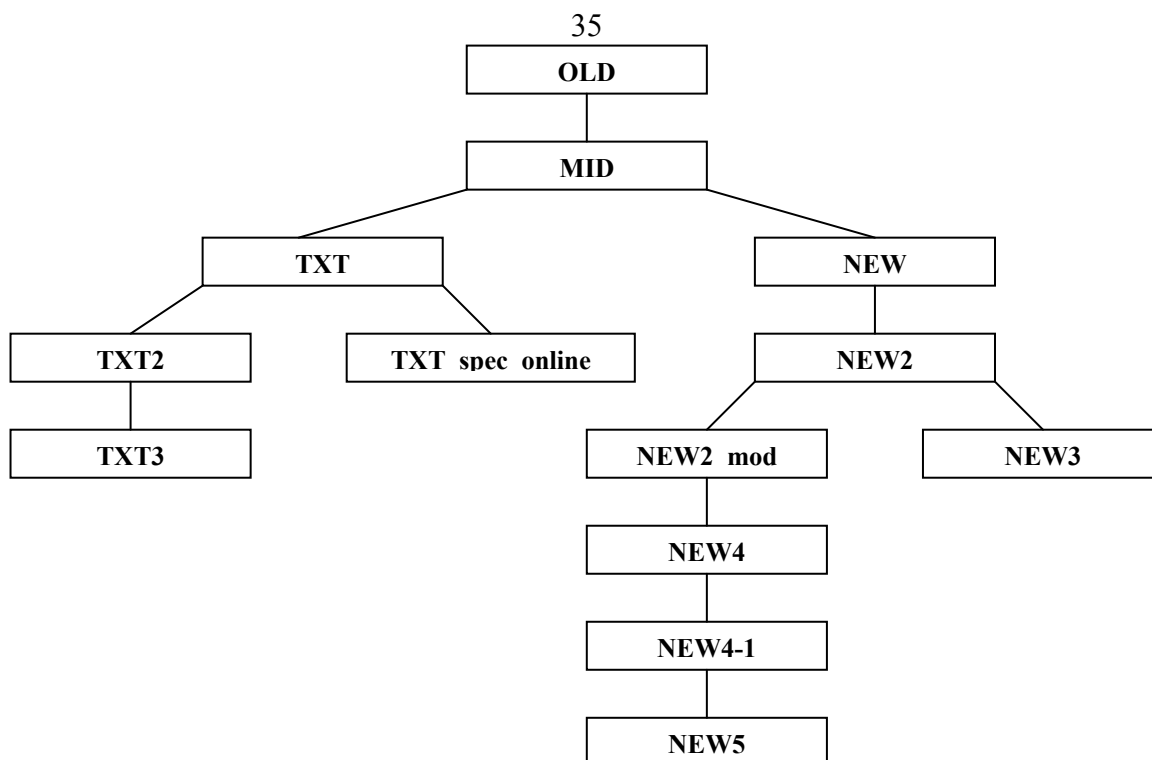 35
OLD
MID
TXT NEW
TXT2 TXT spec online NEW2
TXT3 NEW2 mod NEW3
NEW4
NEW4-1
NEW5